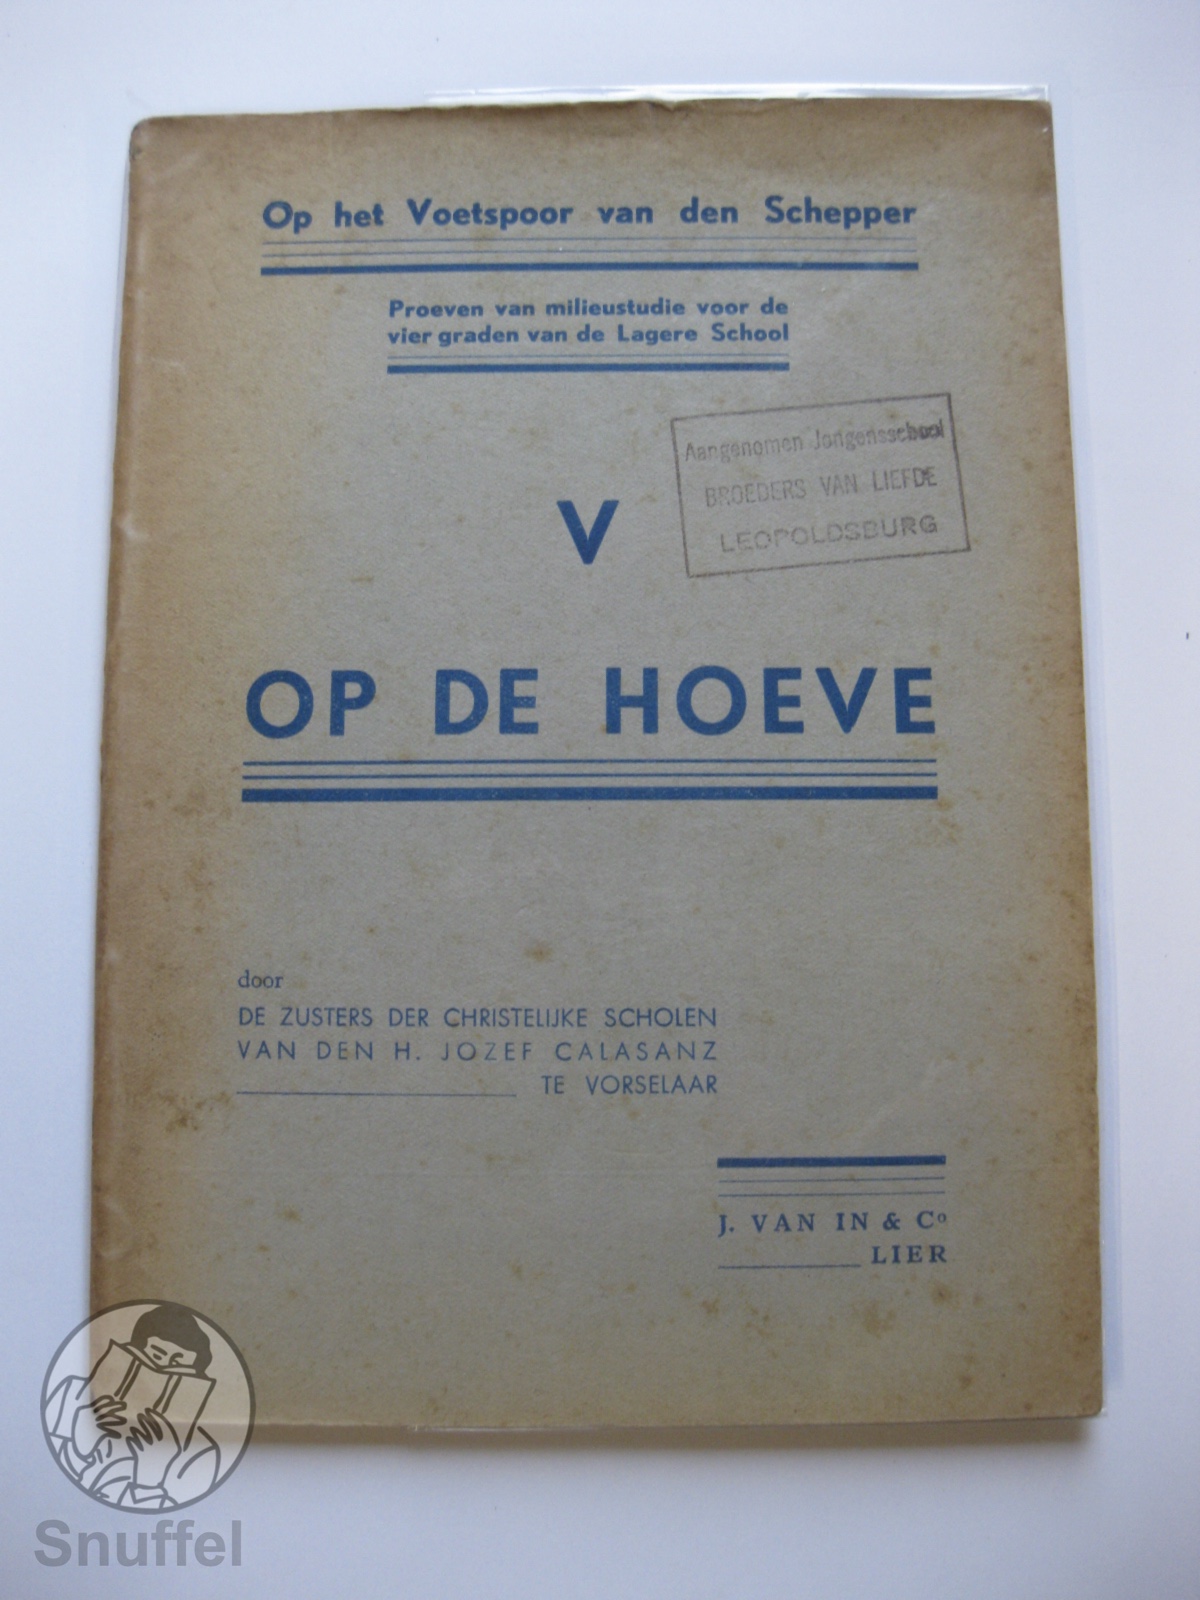 Op het Voetspoor van den Schepper
Proeven van milieustudie voor de
vier graden van de Lagere School
Aangenomen Jongensschool
BROEDERS VAN LIEFDE
LEOPOLDSBURG
V
OP DE HOEVE
door
DE ZUSTERS DER CHRISTELIJKE SCHOLEN
VAN DEN H. JOZEF CALASANZ
TE VORSELAAR
J. VAN IN & Cº
LIER
Snuffel